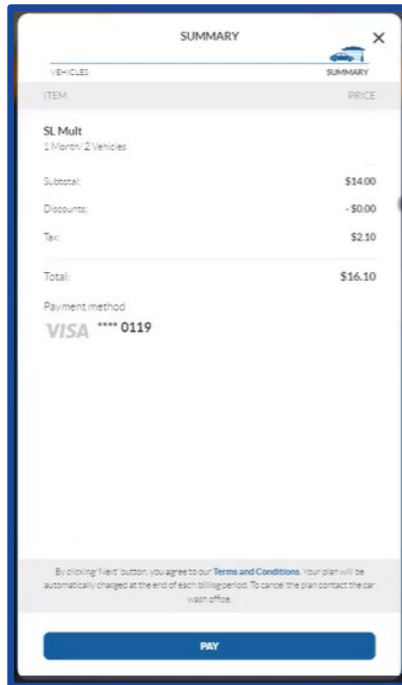 SUMMARY
VEHICLES SUMMARY
ITEM PRICE
SL Mult
1 Month/ 2 Vehicles
Subtotal: $14.00
Discounts: - $0.00
Tax: $2.10
Total: $16.10
Payment method
VISA **** 0119
By clicking 'Next' button, you agree to our Terms and Conditions. Your plan will be
automatically charged at the end of each billing period. To cancel the plan contact the car
wash office.
PAY